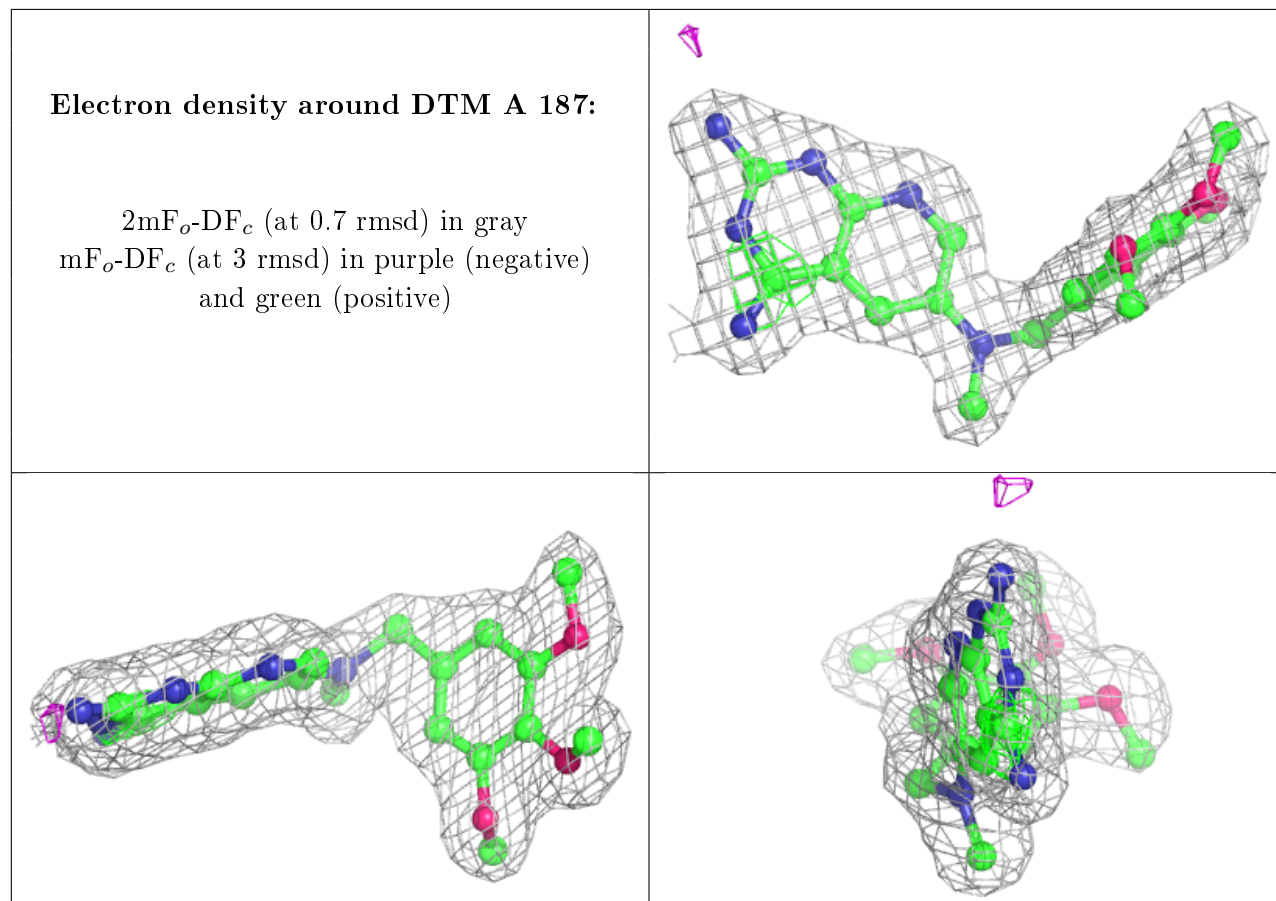 Electron density around DTM A 187:
2mFo-DFc (at 0.7 rmsd) in gray
mFo-DFc (at 3 rmsd) in purple (negative)
and green (positive)